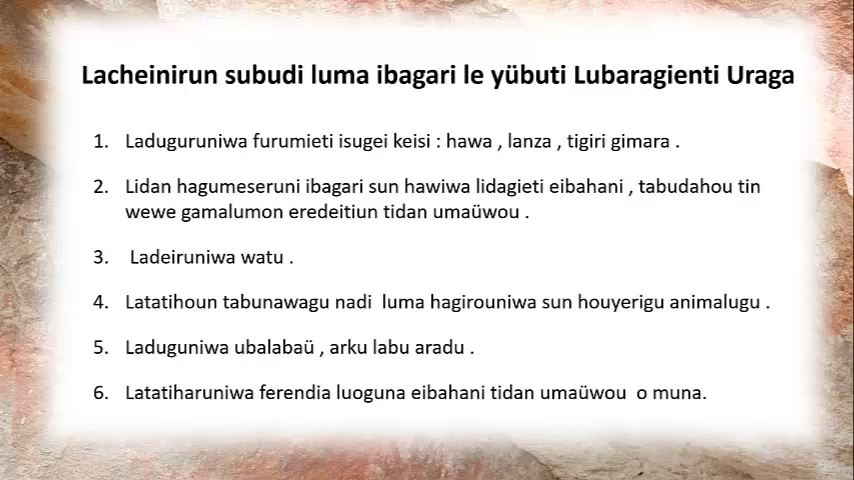 Lacheinirun subudi luma ibagari le yübuti Lubaragienti Uraga
1. Laduguruniwa furumieti isugei keisi : hawa , lanza , tigiri gimara .
2. Lidan hagumeseruni ibagari sun hawiwa lidagieti eibahani , tabudahou tin
wewe gamalumon eredeitiun tidan umaüwou .
3. Ladeiruniwa watu .
4. Latatihoun tabunawagu nadi luma hagirouniwa sun houyerigu animalugu .
5. Laduguniwa ubalabaü , arku labu aradu .
6. Latatiharuniwa ferendia luoguna eibahani tidan umaüwou o muna.